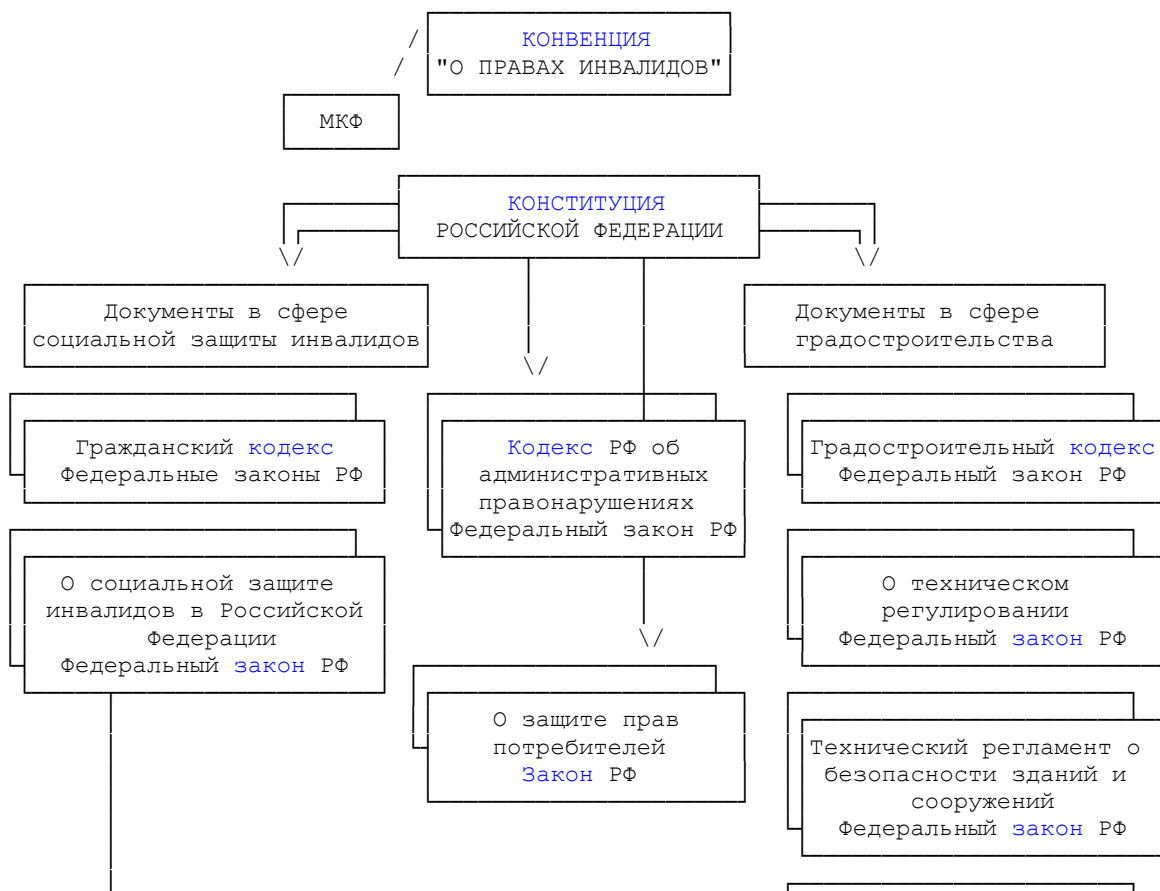 КОНВЕНЦИЯ
"О ПРАВАХ ИНВАЛИДОВ"
МКФ
КОНСТИТУЦИЯ
РОССИЙСКОЙ ФЕДЕРАЦИИ
Документы в сфере
социальной защиты инвалидов
Документы в сфере
градостроительства
Гражданский кодекс
Федеральные законы РФ
Кодекс РФ об
административных
правонарушениях
Федеральный закон РФ
Градостроительный кодекс
Федеральный закон РФ
О социальной защите
инвалидов в Российской
Федерации
Федеральный закон РФ
О техническом
регулировании
Федеральный закон РФ
О защите прав
потребителей
Закон РФ
Технический регламент о
безопасности зданий и
сооружений
Федеральный закон РФ